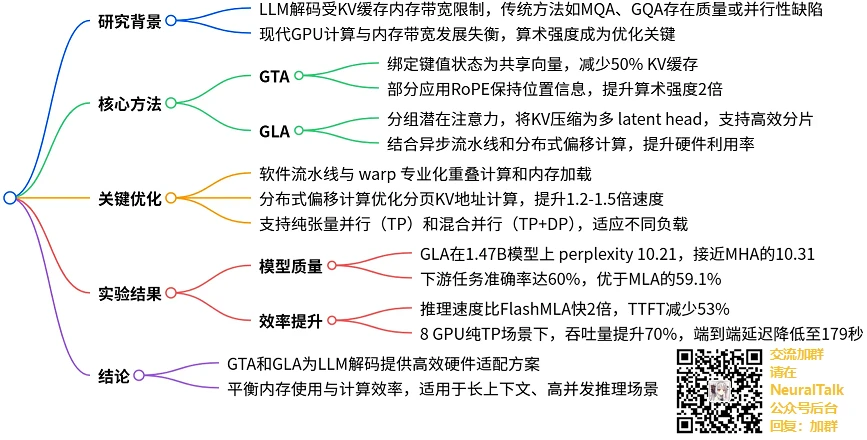 研究背景
LLM解码受KV缓存内存带宽限制，传统方法如MQA、GQA存在质量或并行性缺陷
现代GPU计算与内存带宽发展失衡，算术强度成为优化关键
核心方法
GTA
绑定键值状态为共享向量，减少50% KV缓存
部分应用RoPE保持位置信息，提升算术强度2倍
GLA
分组潜在注意力，将KV压缩为多 latent head，支持高效分片
结合异步流水线和分布式偏移计算，提升硬件利用率
关键优化
软件流水线与 warp 专业化重叠计算和内存加载
分布式偏移计算优化分页KV地址计算，提升1.2-1.5倍速度
支持纯张量并行（TP）和混合并行（TP+DP），适应不同负载
实验结果
模型质量
GLA在1.47B模型上 perplexity 10.21，接近MHA的10.31
下游任务准确率达60%，优于MLA的59.1%
效率提升
推理速度比FlashMLA快2倍，TTFT减少53%
8 GPU纯TP场景下，吞吐量提升70%，端到端延迟降低至179秒
结论
GTA和GLA为LLM解码提供高效硬件适配方案
平衡内存使用与计算效率，适用于长上下文、高并发推理场景
交流加群
请在
NeuralTalk
公众号后台
回复：加群